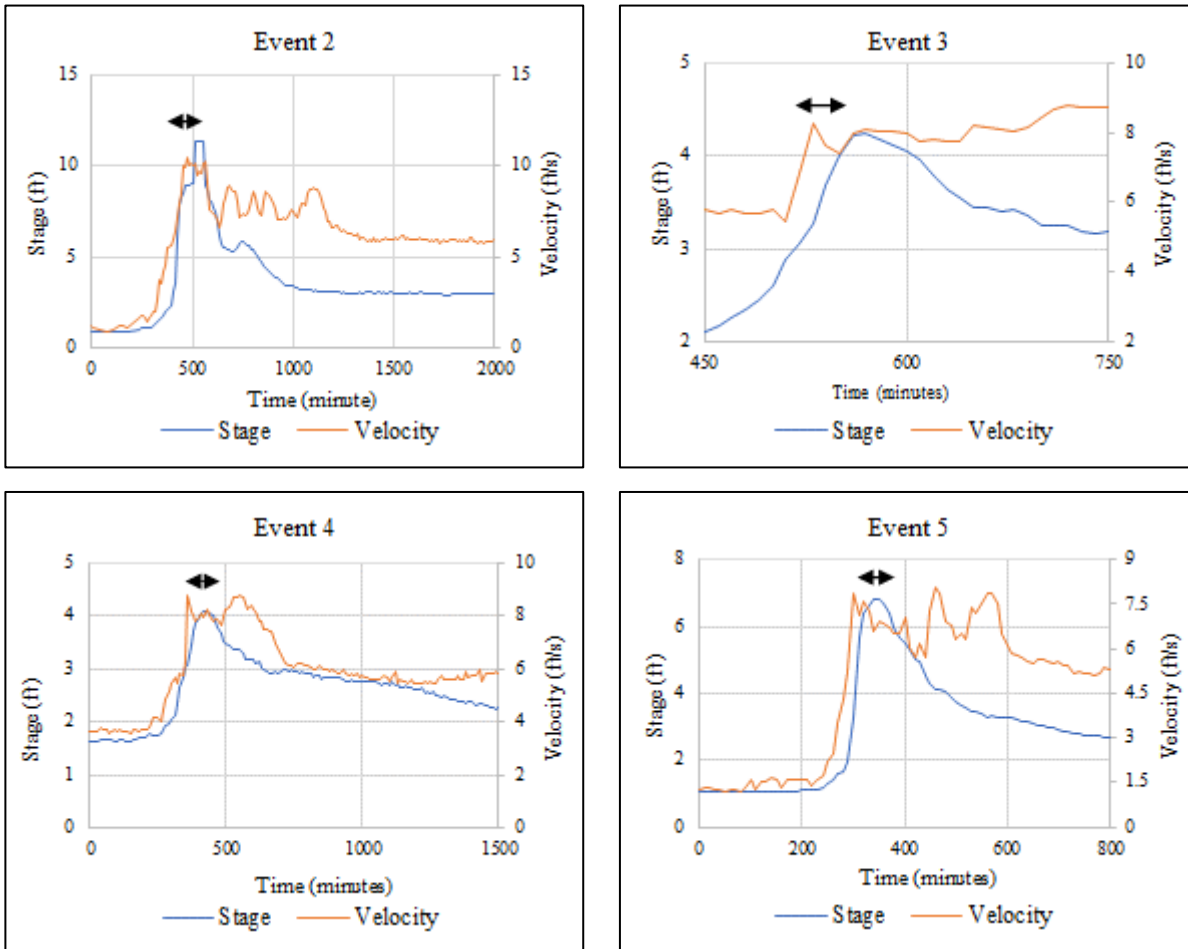 Event 2
15
10
5
0
Stage (ft)
15
10
5
0
Velocity (ft/s)
0 500 1000 1500 2000
Time (minute)
Stage Velocity
Event 3
5
4
3
2
Stage (ft)
10
8
6
4
2
Velocity (ft/s)
450 600 750
Time (minutes)
Stage Velocity
Event 4
5
4
3
2
1
0
Stage (ft)
10
8
6
4
2
0
Velocity (ft/s)
0 500 1000 1500
Time (minutes)
Stage Velocity
Event 5
8
6
4
2
0
Stage (ft)
9
7.5
6
4.5
3
1.5
0
Velocity (ft/s)
0 200 400 600 800
Time (minutes)
Stage Velocity